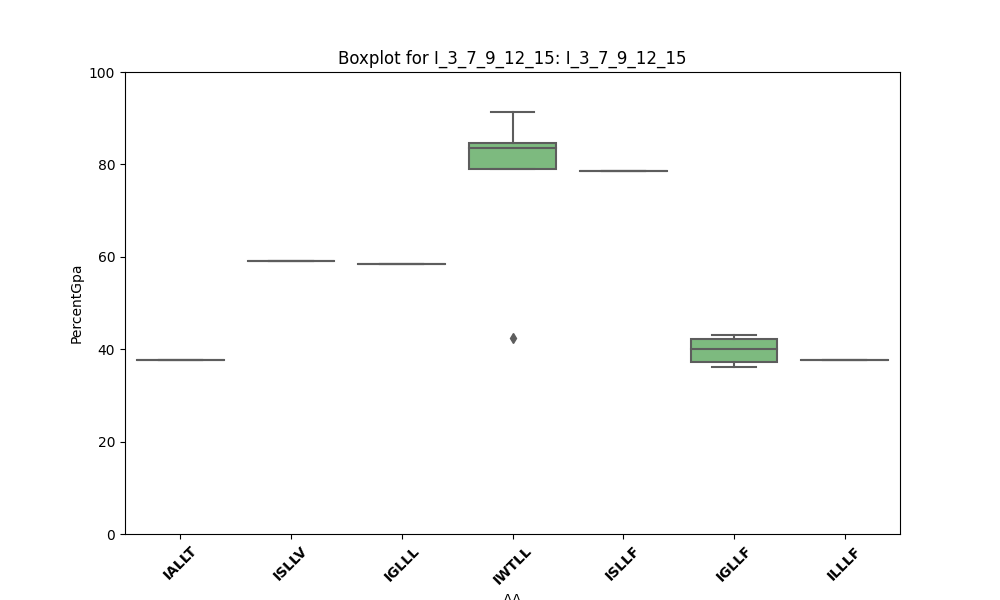 Boxplot for I_3_7_9_12_15: I_3_7_9_12_15
100
80
60
40
20
0
PercentGpa
IALLT
ISLLV
IGLLL
IWTLL
ISLLF
IGLLF
ILLLF